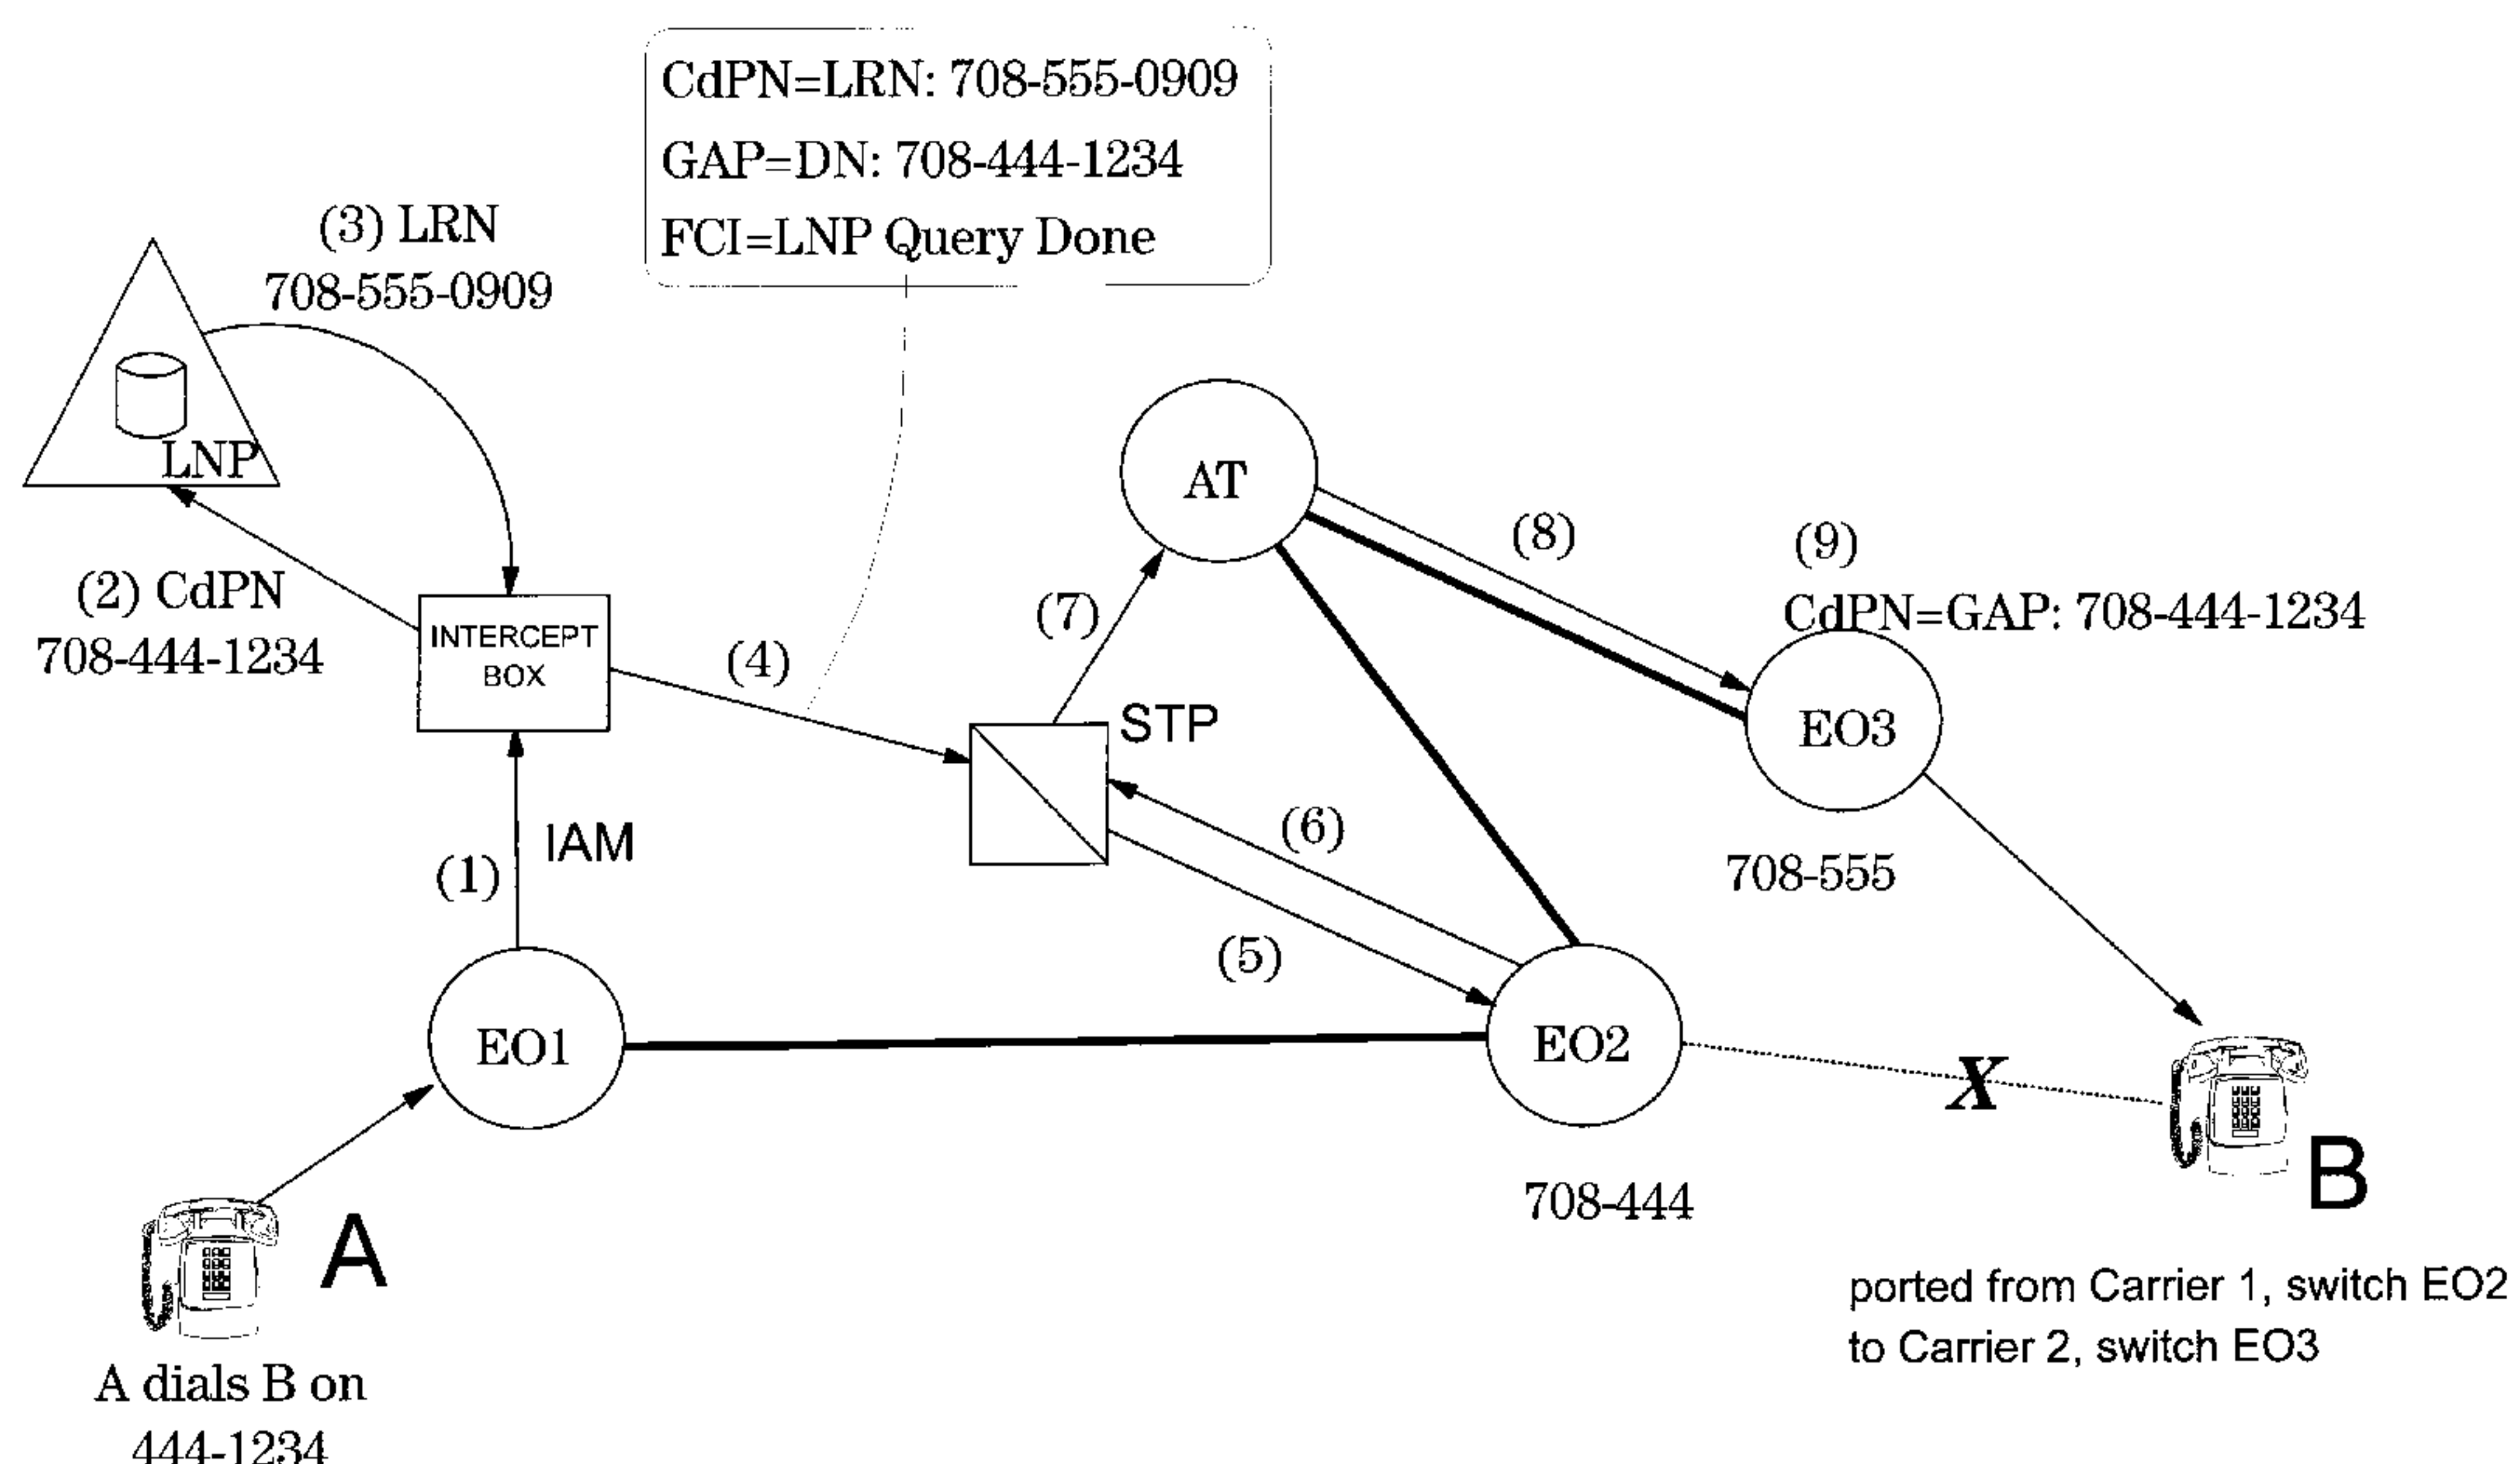 CdPN=LRN: 708-555-0909
GAP=DN: 708-444-1234
FCI=LNP Query Done
(3) LRN
708-555-0909
LNP
(2) CdPN
708-444-1234
INTERCEPT
BOX
(4)
AT
(7)
(8)
(9)
CdPN=GAP: 708-444-1234
STP
EO3
(6)
(1)
IAM
708-555
(5)
EO1
EO2
X
B
708-444
A
ported from Carrier 1, switch EO2
to Carrier 2, switch EO3
A dials B on
444-1234